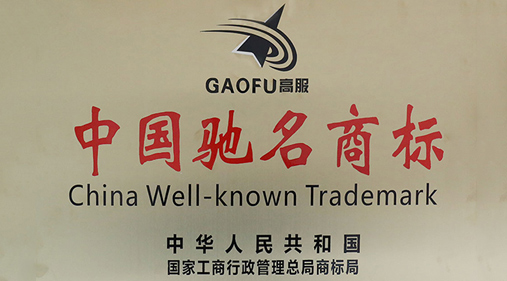 GAOFU高服
中国驰名商标
China Well-known Trademark
中华人民共和国
国家工商行政管理总局商标局